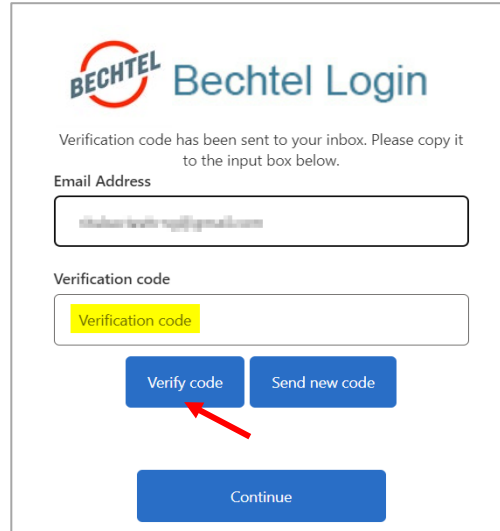 BECHTEL
Bechtel Login
Verification code has been sent to your inbox. Please copy it
to the input box below.
Email Address
Verification code
Verification code
Verify code
Send new code
Continue